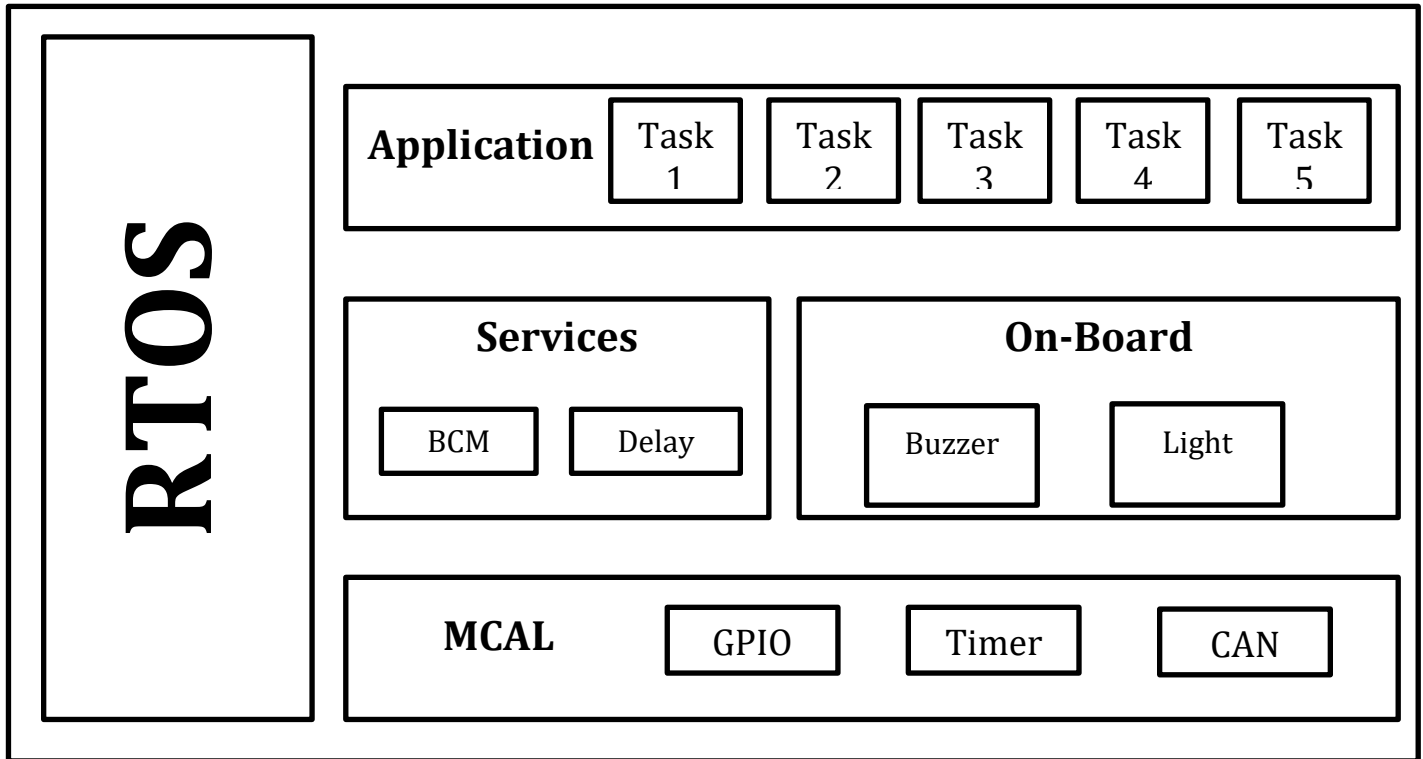 RTOS
Application
Task
1
Task
2
Task
3
Task
4
Task
5
Services
BCM
Delay
On-Board
Buzzer
Light
MCAL
GPIO
Timer
CAN